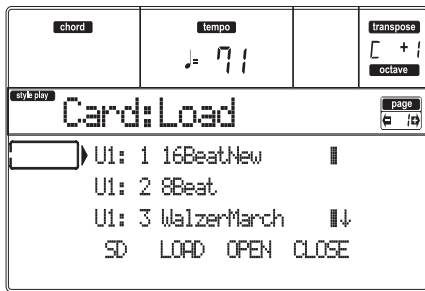 chord tempo transpose
♩= 71 C +1
octave
style play
Card:Load page
1
U1: 1 16BeatNew
U1: 2 8Beat
U1: 3 WalzerMarch ↓
SD LOAD OPEN CLOSE